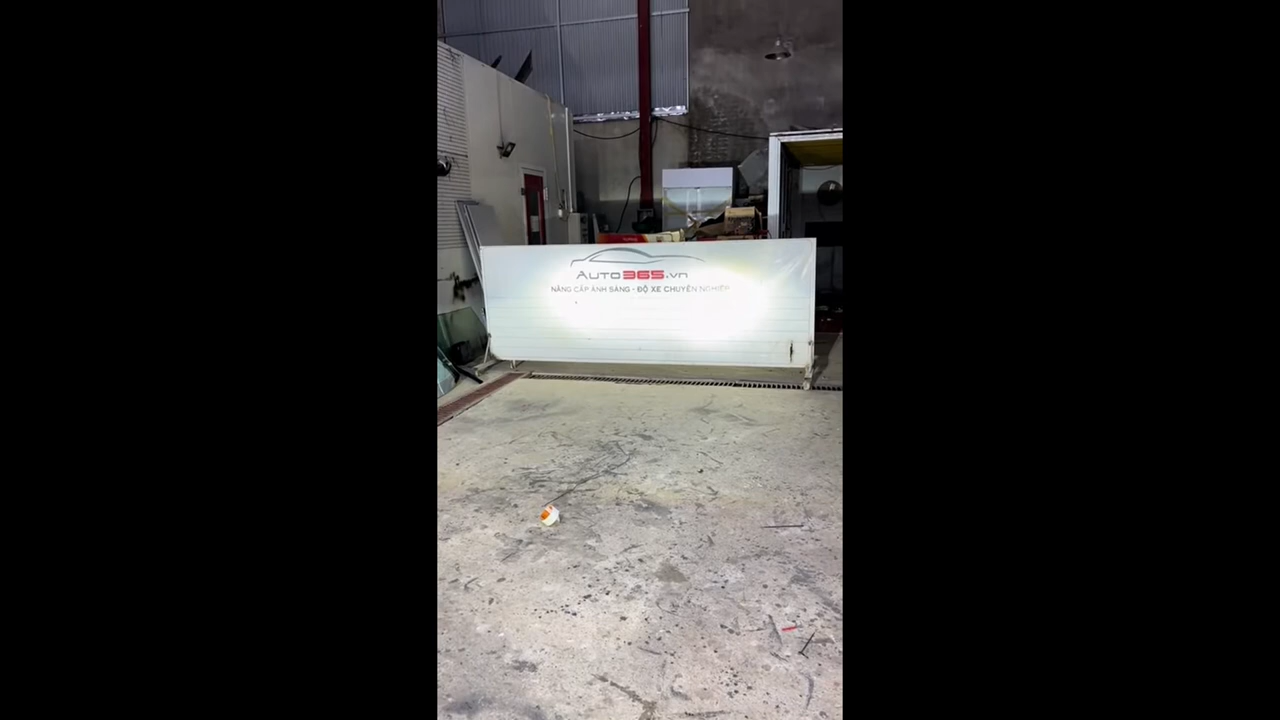 AUTO365.vn
NÂNG CẤP ÁNH SÁNG - ĐỘ XE CHUYÊN NGHIỆP